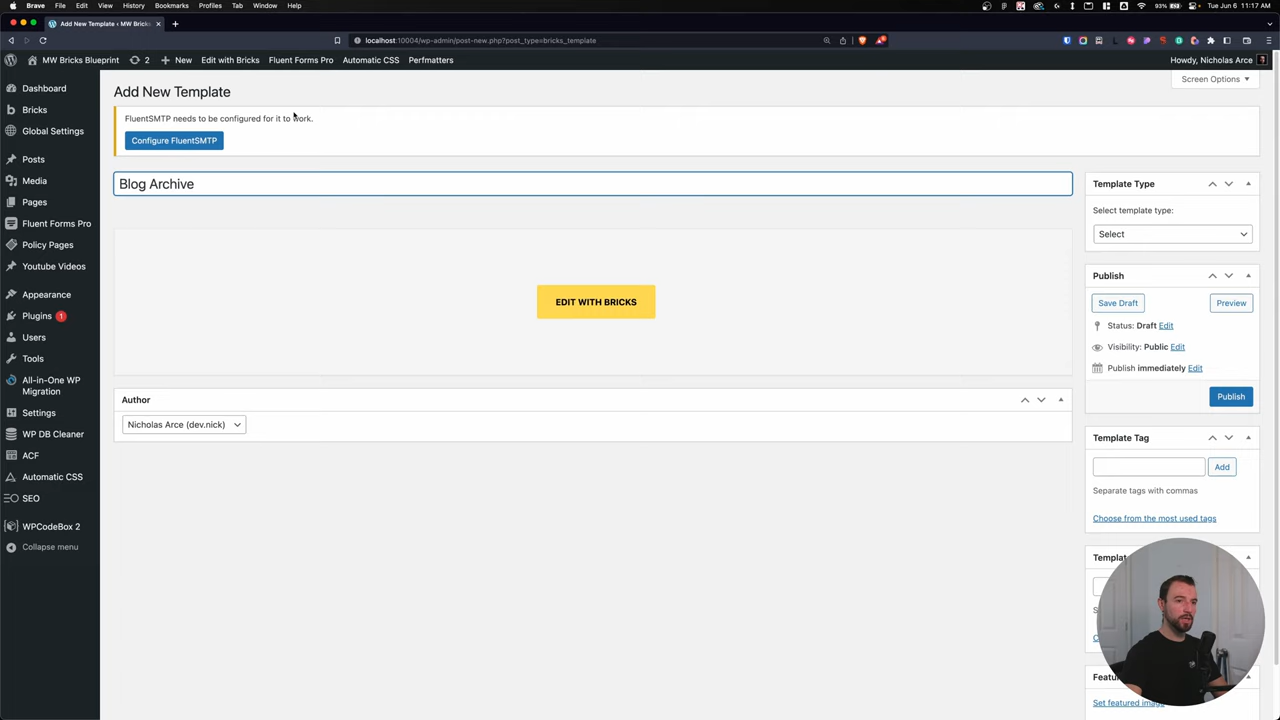 Brave File Edit View History Bookmarks Profiles Tab Window Help 93% Tue Jun 6 11:17 AM
Add New Template ‹ MW Bricks
localhost:10004/wp-admin/post-new.php?post_type=bricks_template
MW Bricks Blueprint 2 New Edit with Bricks Fluent Forms Pro Automatic CSS Perfmatters Howdy, Nicholas Arce
Screen Options
Dashboard
Bricks
Global Settings
Posts
Media
Pages
Fluent Forms Pro
Policy Pages
Youtube Videos
Appearance
Plugins 1
Users
Tools
All-in-One WP
Migration
Settings
WP DB Cleaner
ACF
Automatic CSS
SEO
WPCodeBox 2
Collapse menu
Add New Template
FluentSMTP needs to be configured for it to work.
Configure FluentSMTP
Blog Archive
EDIT WITH BRICKS
Author
Nicholas Arce (dev.nick)
Template Type
Select template type:
Select
Publish
Save Draft Preview
Status: Draft Edit
Visibility: Public Edit
Publish immediately Edit
Publish
Template Tag
Add
Separate tags with commas
Choose from the most used tags
Set featured